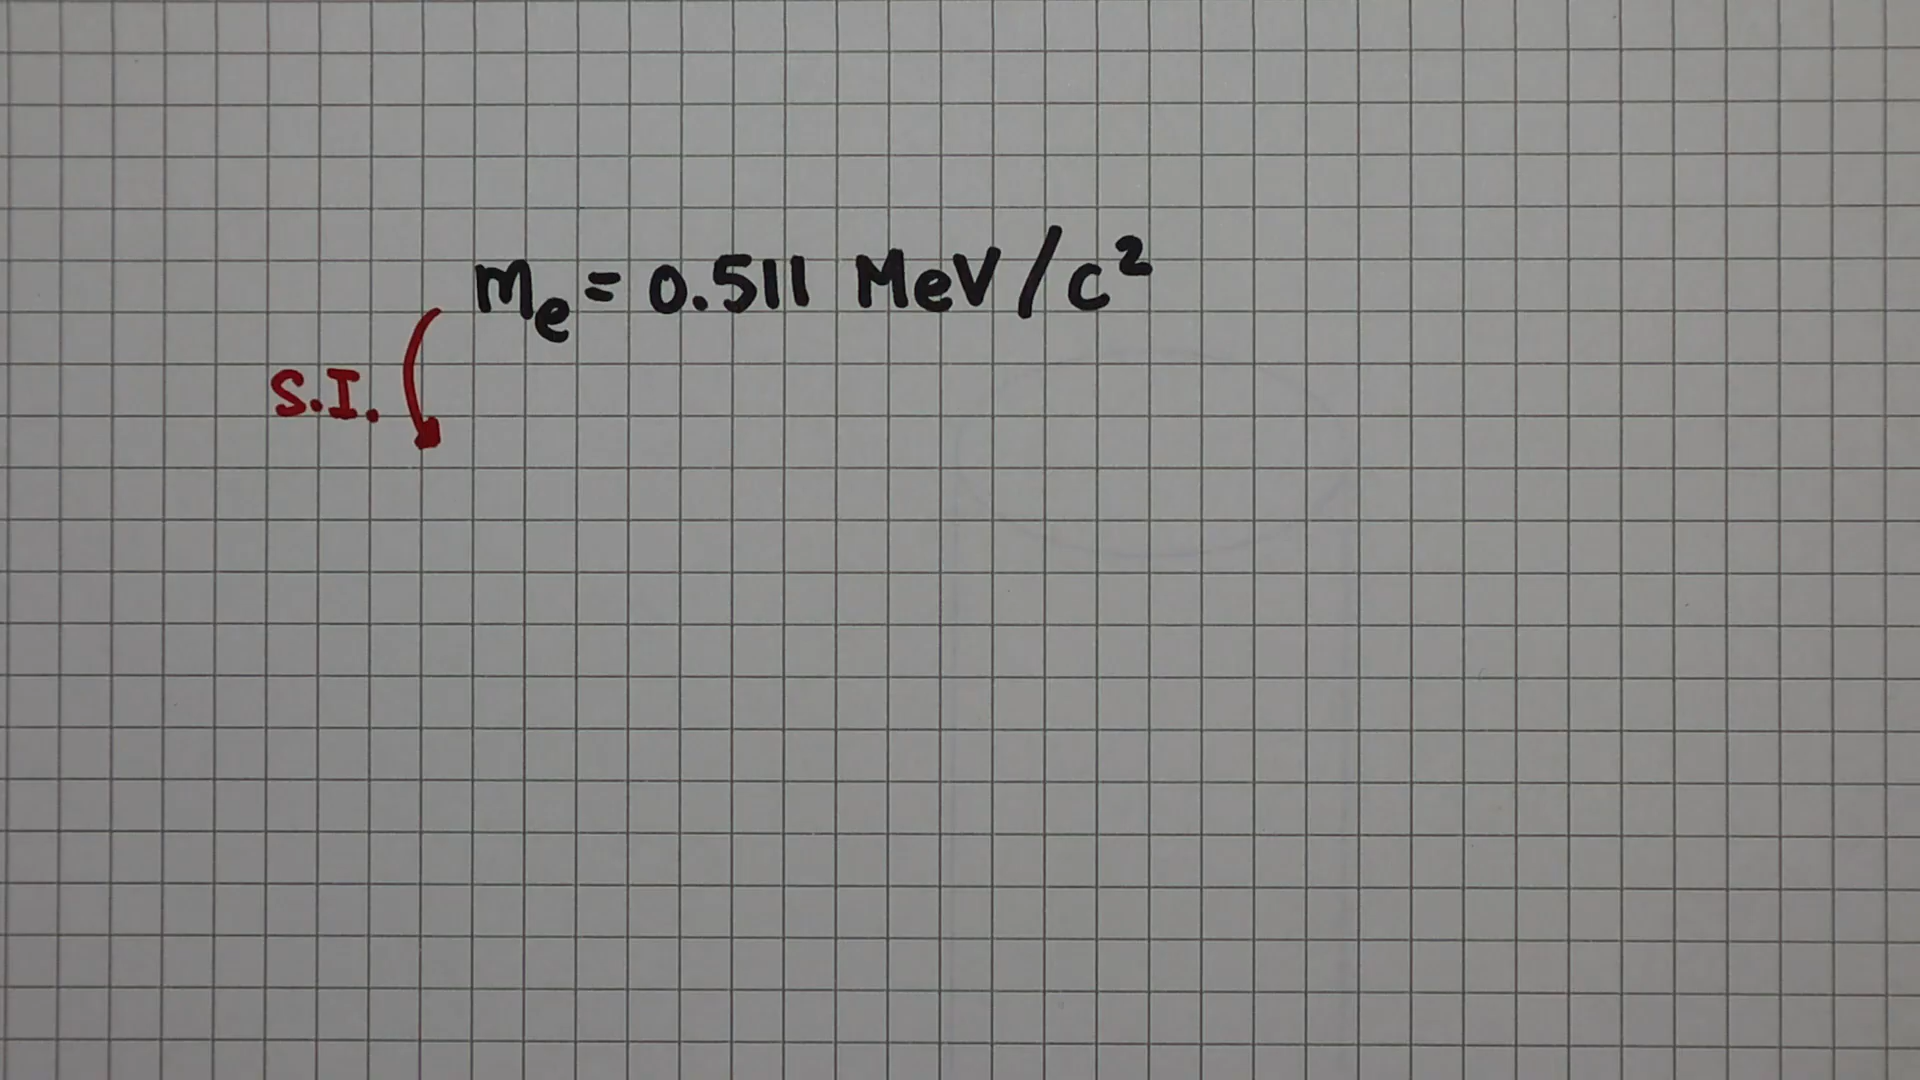 mₑ = 0.511 MeV/c²
S.I.